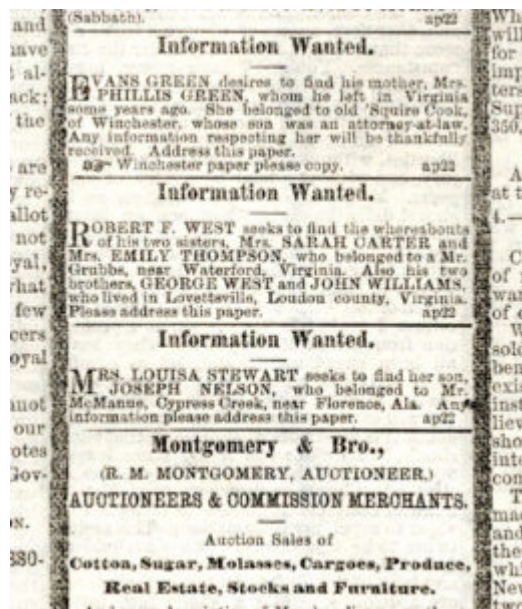 (Sabbath). ap22
Information Wanted.
EVANS GREEN desires to find his mother, Mrs.
PHILLIS GREEN, whom he left in Virginia
some years ago. She belonged to old 'Squire Cook,
of Winchester, whose son was an attorney-at-law.
Any information respecting her will be thankfully
received. Address this paper.
☞ Winchester paper please copy. ap22
Information Wanted.
ROBERT F. WEST seeks to find the whereabouts
of his two sisters, Mrs. SARAH CARTER and
Mrs. EMILY THOMPSON, who belonged to a Mr.
Grubbs, near Waterford, Virginia. Also his two
brothers, GEORGE WEST and JOHN WILLIAMS,
who lived in Lovettsville, Loudon county, Virginia.
Please address this paper. ap22
Information Wanted.
MRS. LOUISA STEWART seeks to find her son,
JOSEPH NELSON, who belonged to Mr.
McManne, Cypress Creek, near Florence, Ala. Any
information please address this paper. ap22
Montgomery & Bro.,
(R. M. MONTGOMERY, AUCTIONEER,)
AUCTIONEERS & COMMISSION MERCHANTS.
Auction Sales of
Cotton, Sugar, Molasses, Cargoes, Produce,
Real Estate, Stocks and Furniture.